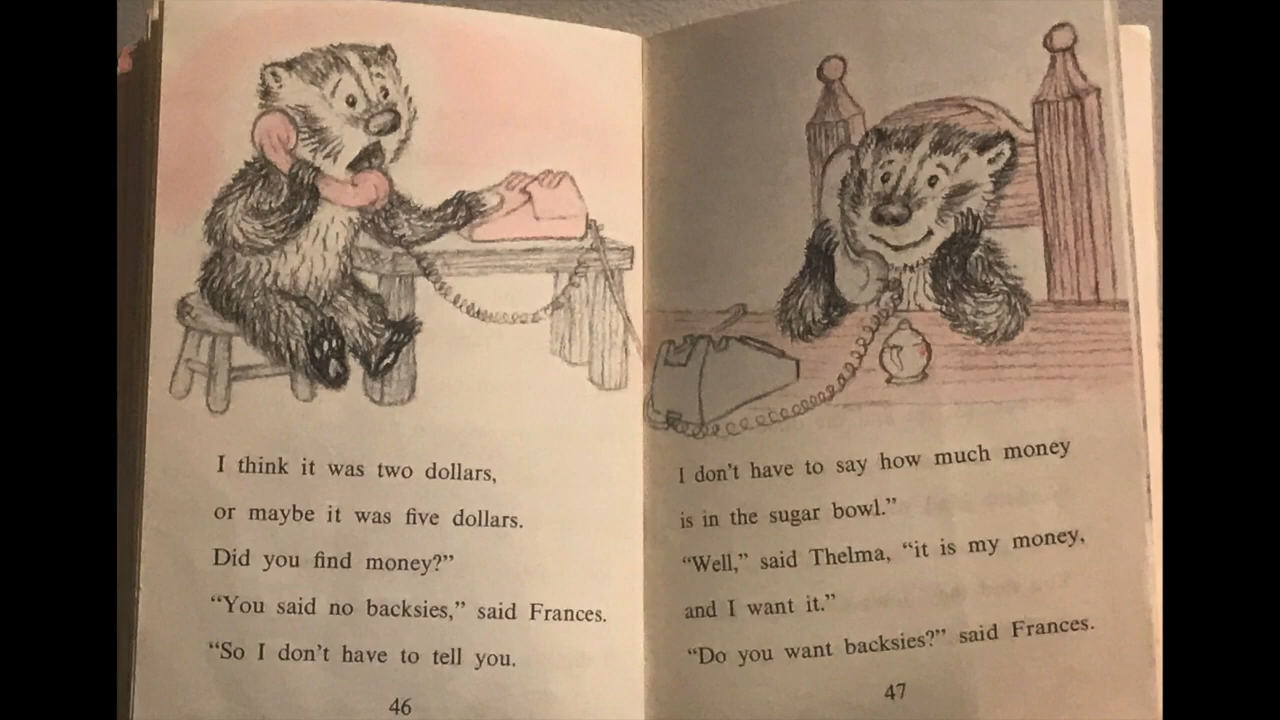 I think it was two dollars,
or maybe it was five dollars.
Did you find money?”
“You said no backsies,” said Frances.
“So I don't have to tell you.
46
I don't have to say how much money
is in the sugar bowl.”
“Well,” said Thelma, “it is my money,
and I want it.”
“Do you want backsies?” said Frances.
47